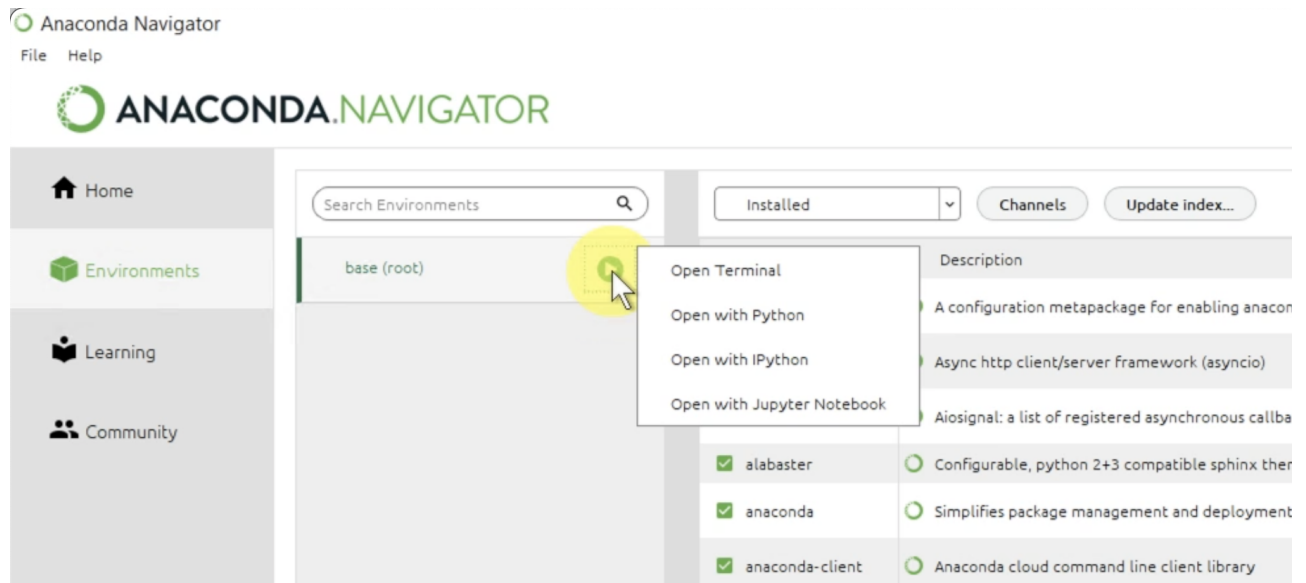 Anaconda Navigator
File Help
ANACONDA.NAVIGATOR
Home
Environments
Learning
Community
Search Environments
base (root)
Open Terminal
Open with Python
Open with IPython
Open with Jupyter Notebook
Installed
Channels
Update index...
Description
A configuration metapackage for enabling anacon
Async http client/server framework (asyncio)
Aiosignal: a list of registered asynchronous callba
alabaster Configurable, python 2+3 compatible sphinx ther
anaconda Simplifies package management and deployment
anaconda-client Anaconda cloud command line client library